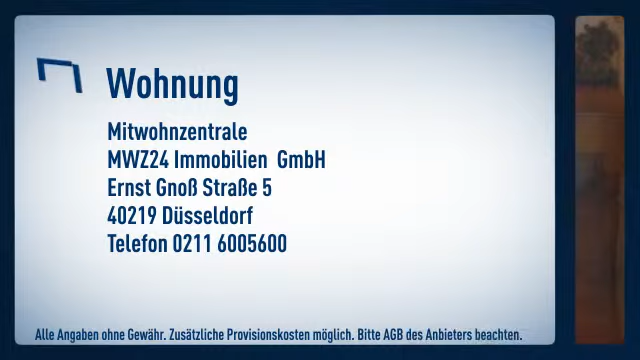 Wohnung
Mitwohnzentrale
MWZ24 Immobilien GmbH
Ernst Gnoß Straße 5
40219 Düsseldorf
Telefon 0211 6005600
Alle Angaben ohne Gewähr. Zusätzliche Provisionskosten möglich. Bitte AGB des Anbieters beachten.